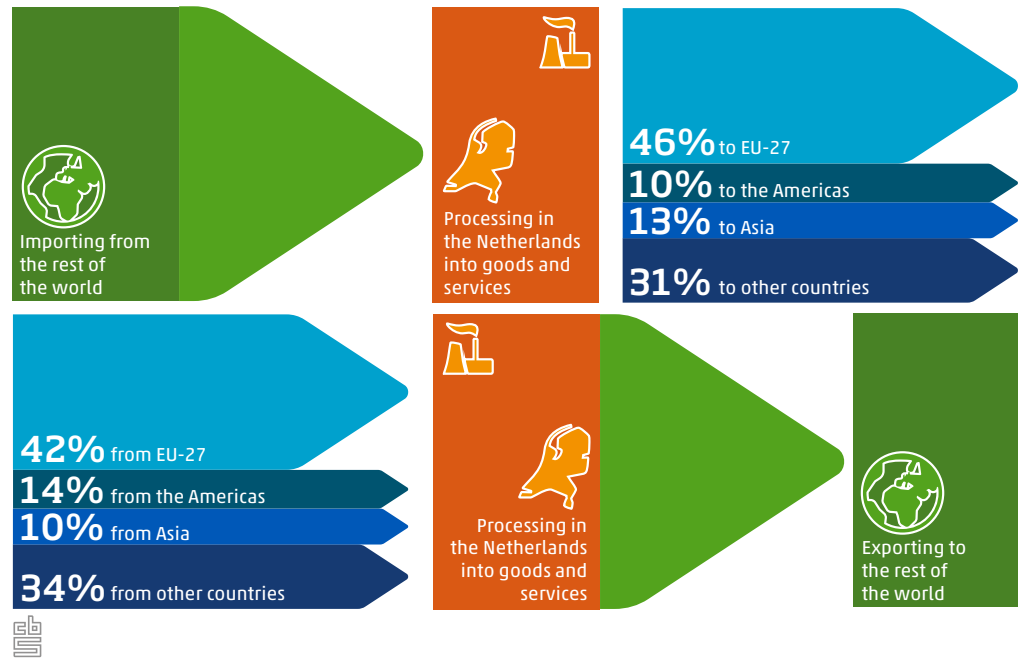 Importing from
the rest of
the world
Processing in
the Netherlands
into goods and
services
46% to EU-27
10% to the Americas
13% to Asia
31% to other countries
42% from EU-27
14% from the Americas
10% from Asia
34% from other countries
Processing in
the Netherlands
into goods and
services
Exporting to
the rest of
the world
cbs